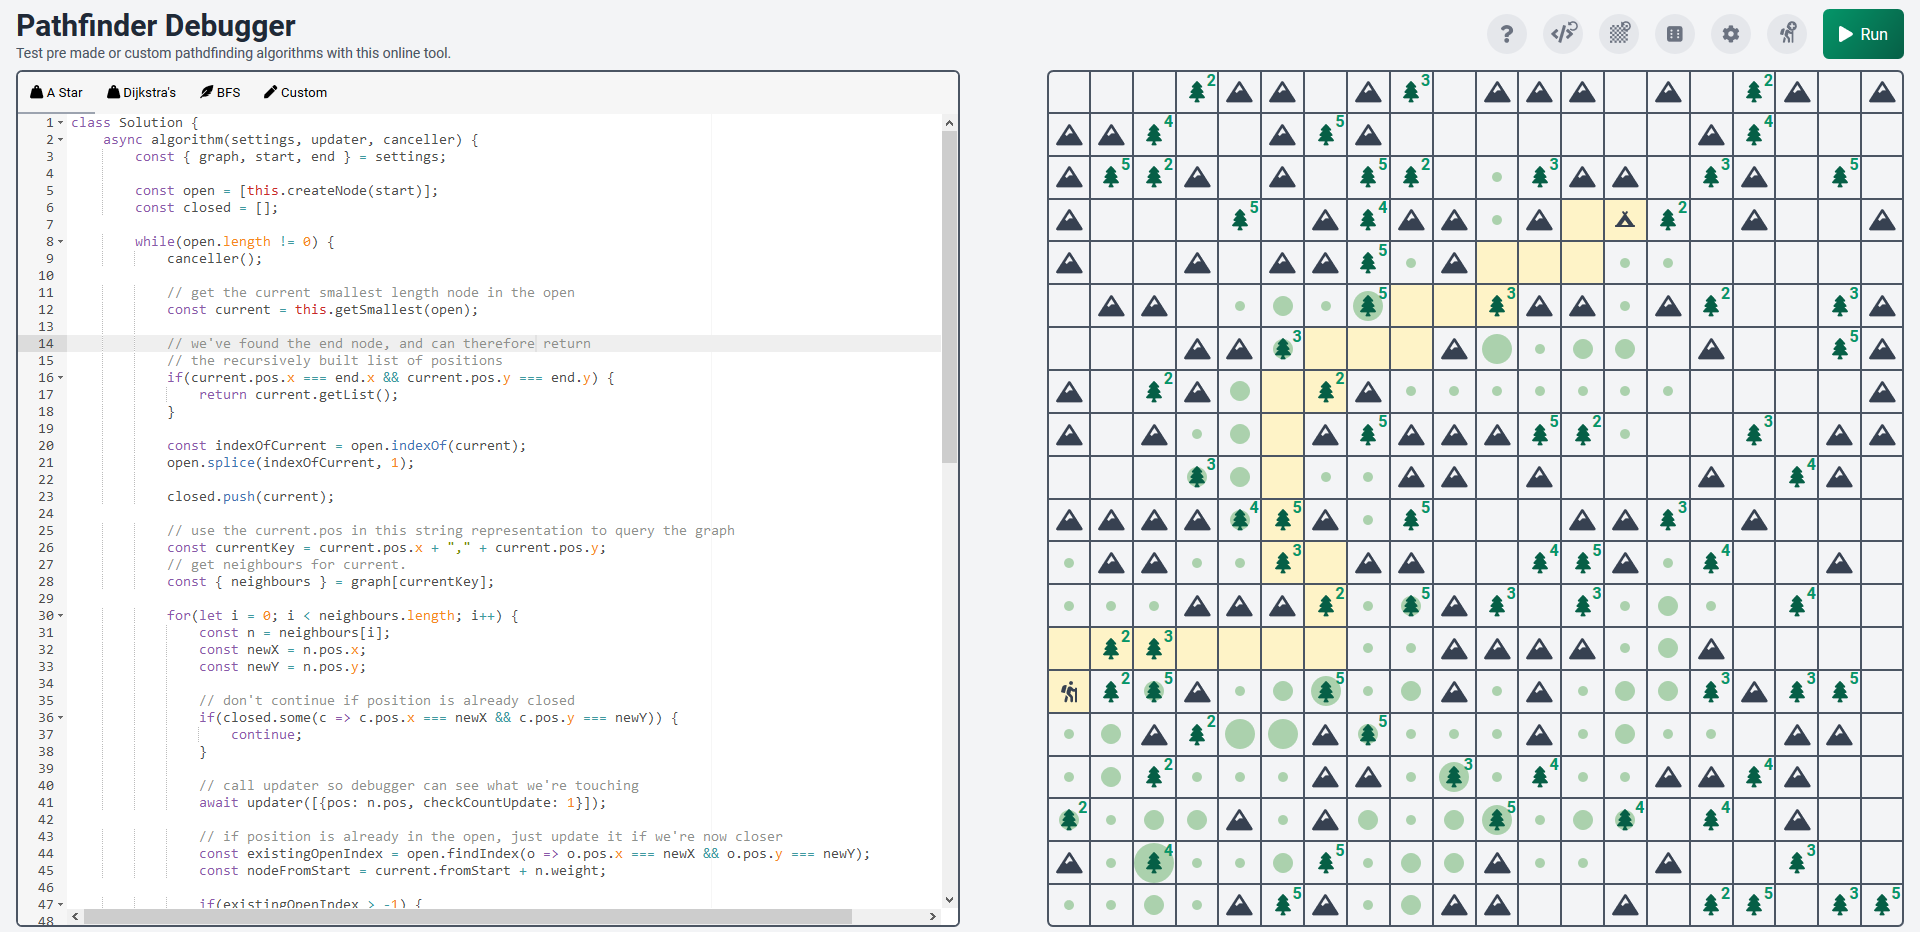 Pathfinder Debugger
Test pre made or custom pathdfinding algorithms with this online tool.
?
Run
A Star
Dijkstra's
BFS
Custom
1 class Solution {
2 async algorithm(settings, updater, canceller) {
3 const { graph, start, end } = settings;
4
5 const open = [this.createNode(start)];
6 const closed = [];
7
8 while(open.length != 0) {
9 canceller();
10
11 // get the current smallest length node in the open
12 const current = this.getSmallest(open);
13
14 // we've found the end node, and can therefore return
15 // the recursively built list of positions
16 if(current.pos.x === end.x && current.pos.y === end.y) {
17 return current.getList();
18 }
19
20 const indexOfCurrent = open.indexOf(current);
21 open.splice(indexOfCurrent, 1);
22
23 closed.push(current);
24
25 // use the current.pos in this string representation to query the graph
26 const currentKey = current.pos.x + "," + current.pos.y;
27 // get neighbours for current.
28 const { neighbours } = graph[currentKey];
29
30 for(let i = 0; i < neighbours.length; i++) {
31 const n = neighbours[i];
32 const newX = n.pos.x;
33 const newY = n.pos.y;
34
35 // don't continue if position is already closed
36 if(closed.some(c => c.pos.x === newX && c.pos.y === newY)) {
37 continue;
38 }
39
40 // call updater so debugger can see what we're touching
41 await updater([{pos: n.pos, checkCountUpdate: 1}]);
42
43 // if position is already in the open, just update it if we're now closer
44 const existingOpenIndex = open.findIndex(o => o.pos.x === newX && o.pos.y === newY);
45 const nodeFromStart = current.fromStart + n.weight;
46
47 if(existingOpenIndex > -1) {
48
2 3 2
4 5 4
5 2 5 2 3 3 5
5 4 2
5
5 3 2 3
3 5
2 2
5 5 2 3
3 4
4 5 5 3
3 4 5 4
2 5 3 3 4
2 3
2 5 5 3 3 5
2 5
2 3 4 4
2 5 4 4
4 5 3
5 2 5 3 5